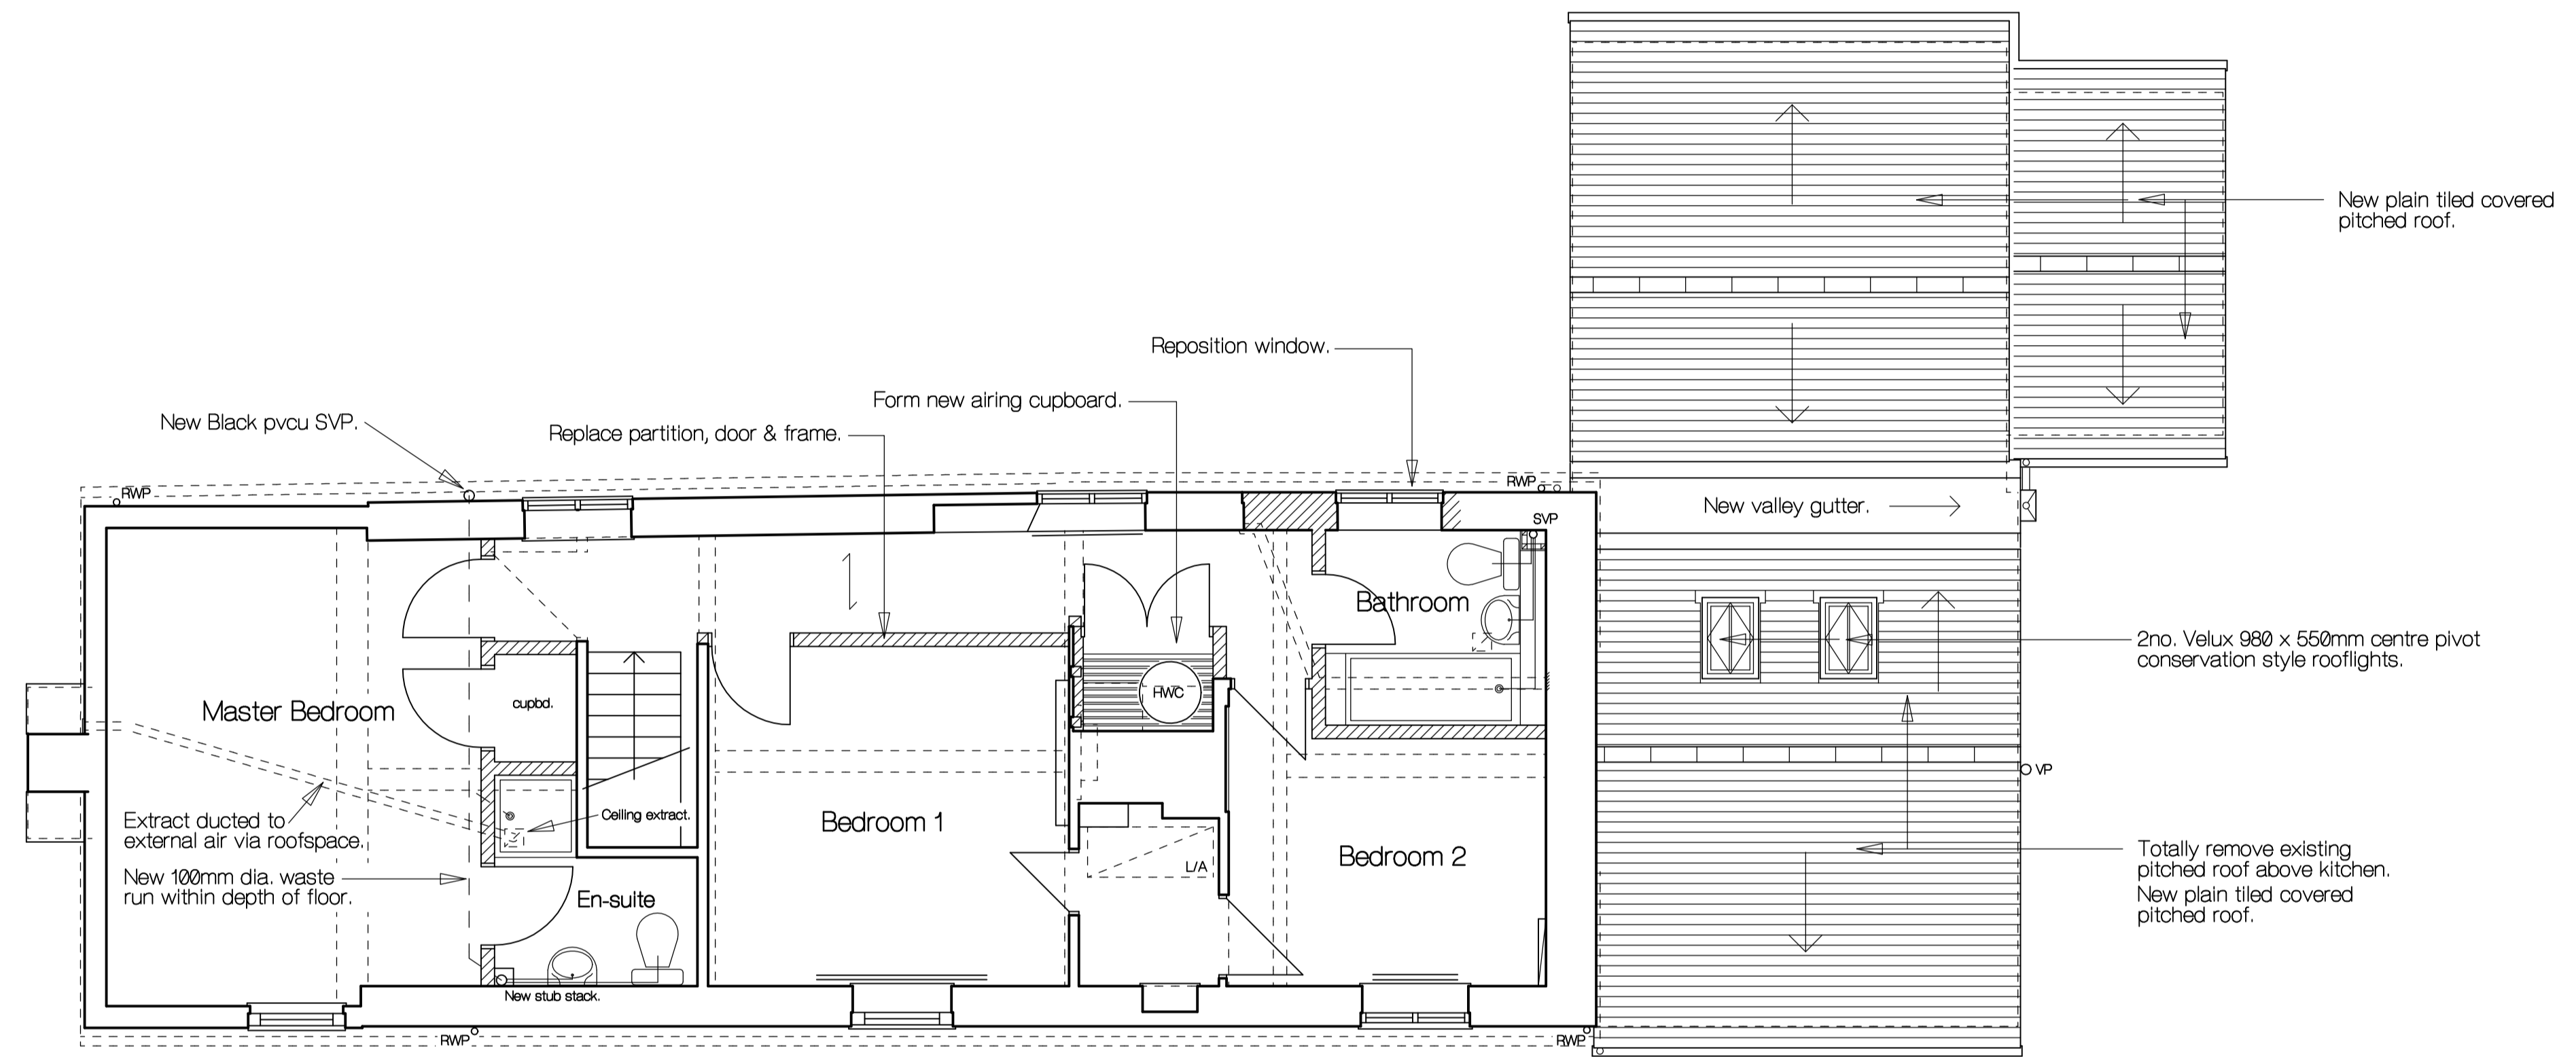 New plain tiled covered
pitched roof.
Reposition window.
Form new airing cupboard.
New Black pvcu SVP.
Replace partition, door & frame.
RWP
RWP
New valley gutter.
SVP
Bathroom
2no. Velux 980 x 550mm centre pivot
conservation style rooflights.
HWC
cupbd.
Master Bedroom
VP
Extract ducted to
external air via roofspace.
Ceiling extract.
Bedroom 1
Bedroom 2
Totally remove existing
pitched roof above kitchen.
New plain tiled covered
pitched roof.
L/A
New 100mm dia. waste
run within depth of floor.
En-suite
New stub stack.
RWP
RWP